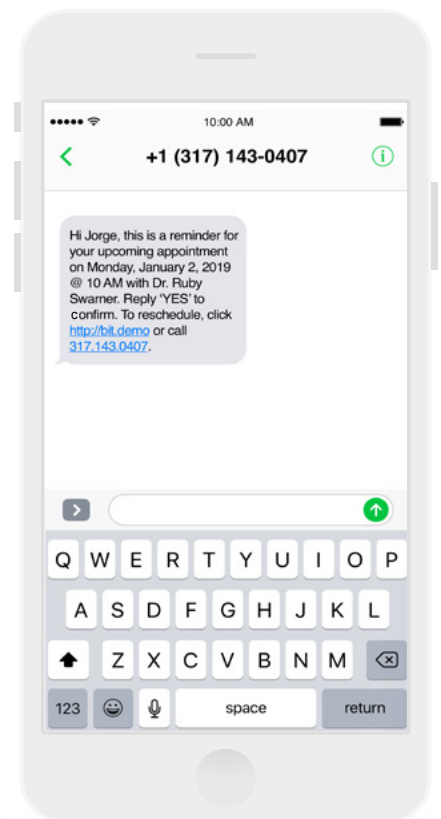 10:00 AM
+1 (317) 143-0407
Hi Jorge, this is a reminder for
your upcoming appointment
on Monday, January 2, 2019
@ 10 AM with Dr. Ruby
Swarner. Reply ‘YES’ to
confirm. To reschedule, click
http://bit.demo or call
317.143.0407.
Q W E R T Y U I O P
A S D F G H J K L
Z X C V B N M
123 space return